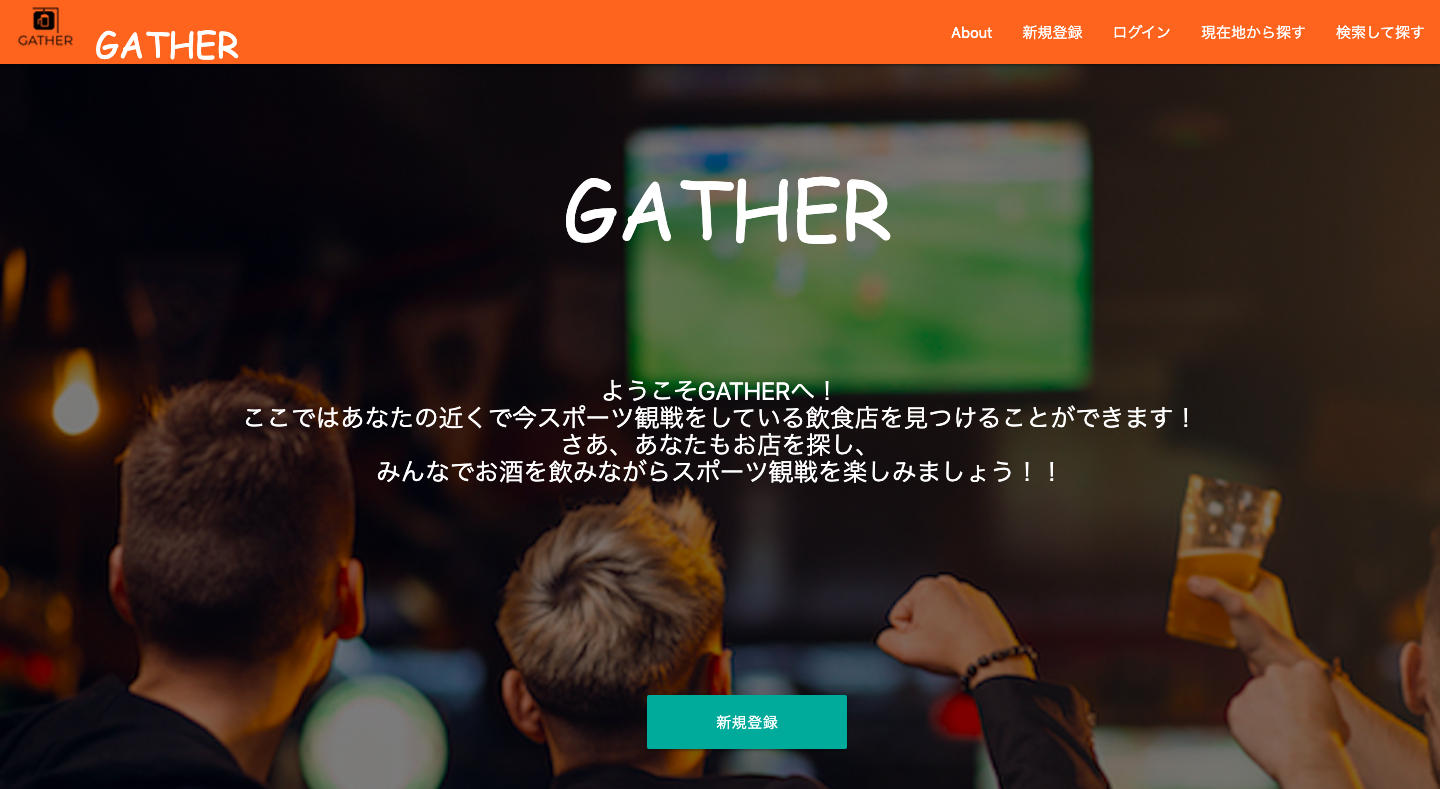 GATHER
GATHER
About
新規登録
ログイン
現在地から探す
検索して探す
GATHER
ようこそGATHERへ！
ここではあなたの近くで今スポーツ観戦をしている飲食店を見つけることができます！
さあ、あなたもお店を探し、
みんなでお酒を飲みながらスポーツ観戦を楽しみましょう！！
新規登録